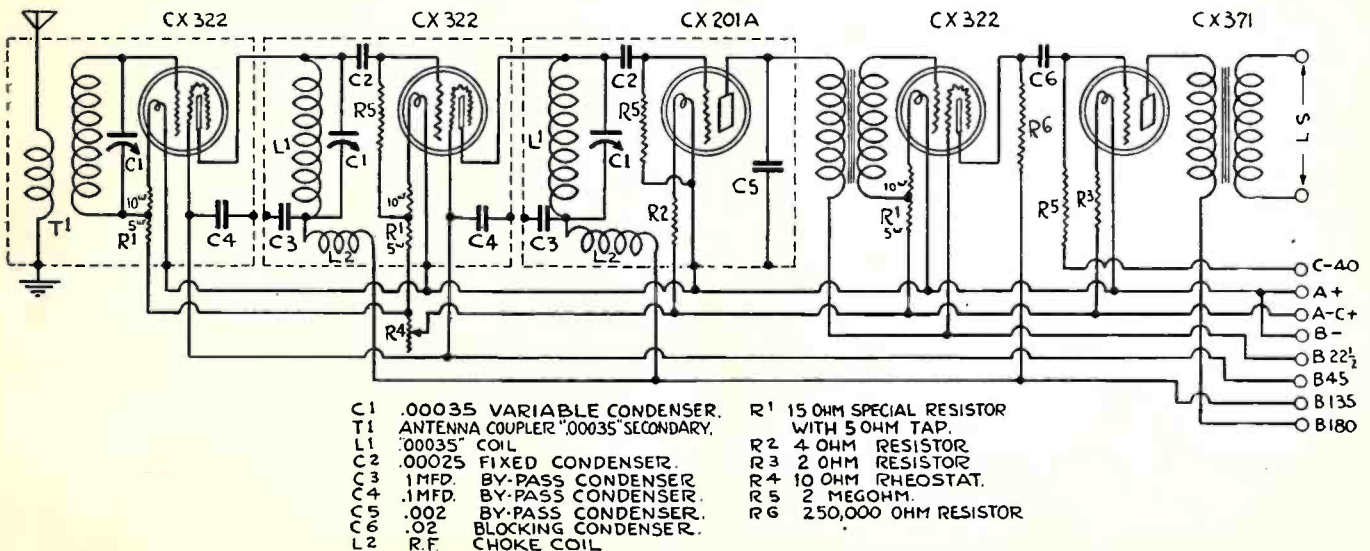 CX 322
CX 322
CX 201A
CX 322
CX 371
C2
C2
C6
R5
R5
R6
C1
L1
C1
L1
C1
C5
LS
10ω
10ω
10ω
T1
5ω
R1
C4
C3
R1
5ω
C4
C3
R2
R1
5ω
R5
R3
L2
L2
C-40
A+
R4
A-C+
B-
B 22½
B45
B135
B180
C1 .00035 VARIABLE CONDENSER.
T1 ANTENNA COUPLER ".00035" SECONDARY.
L1 ".00035" COIL
C2 .00025 FIXED CONDENSER.
C3 1MFD. BY-PASS CONDENSER
C4 .1MFD. BY-PASS CONDENSER.
C5 .002 BY-PASS CONDENSER.
C6 .02 BLOCKING CONDENSER.
L2 R.F. CHOKE COIL
R1 15 OHM SPECIAL RESISTOR
WITH 5 OHM TAP.
R2 4 OHM RESISTOR
R3 2 OHM RESISTOR
R4 10 OHM RHEOSTAT.
R5 2 MEGOHM.
R6 250,000 OHM RESISTOR